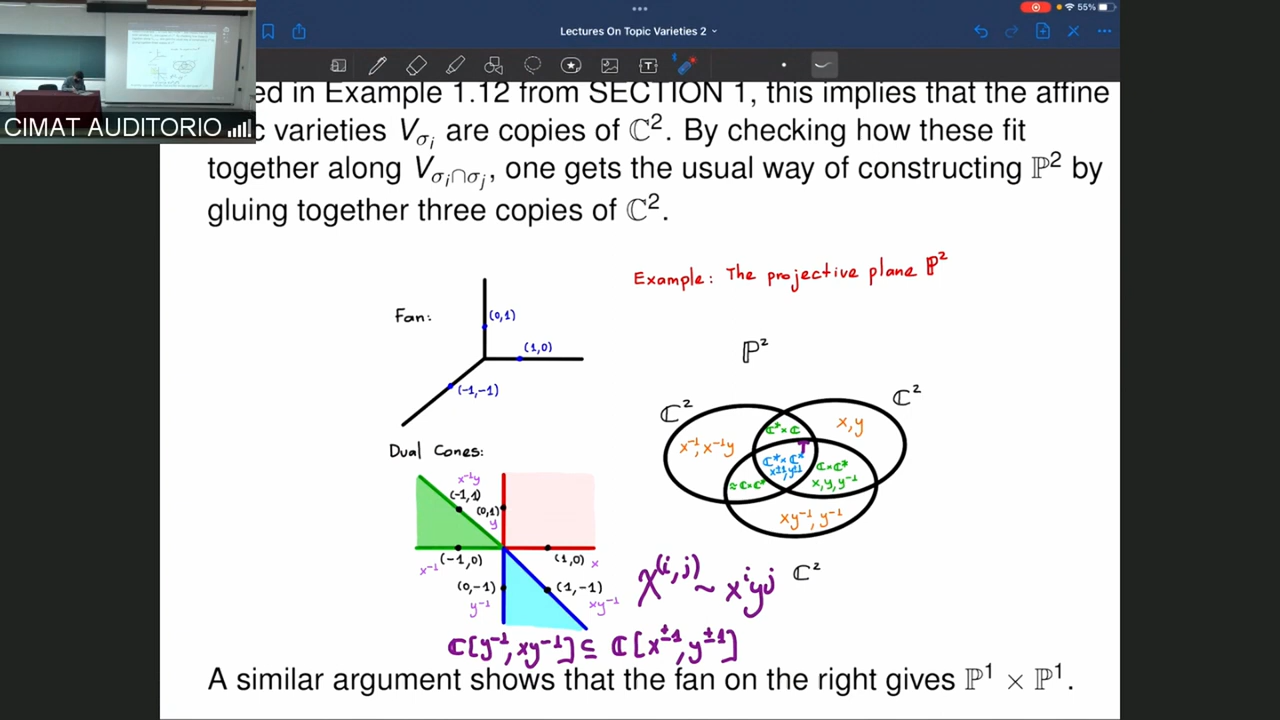 55%
Lectures On Topic Varieties 2
CIMAT AUDITORIO
ed in Example 1.12 from SECTION 1, this implies that the affine
c varieties V_{σ_i} are copies of ℂ². By checking how these fit
together along V_{σ_i∩σ_j}, one gets the usual way of constructing ℙ² by
gluing together three copies of ℂ².
Example: The projective plane ℙ²
Fan:
(0,1)
(1,0)
(-1,-1)
ℙ²
ℂ²
ℂ²
x⁻¹, x⁻¹y
ℂ* × ℂ
x,y
T
ℂ* × ℂ*
x±1, y±1
ℂ × ℂ*
x, y, y⁻¹
≈ ℂ × ℂ*
xy⁻¹, y⁻¹
ℂ²
Dual Cones:
x⁻¹y
(-1,1)
(0,1)
y
(-1,0)
(1,0)
x⁻¹
x
(0,-1)
(1,-1)
y⁻¹
xy⁻¹
χ^(i,j) ~ x^i y^j
ℂ[y⁻¹, xy⁻¹] ⊆ ℂ[x^±1, y^±1]
A similar argument shows that the fan on the right gives ℙ¹ × ℙ¹.